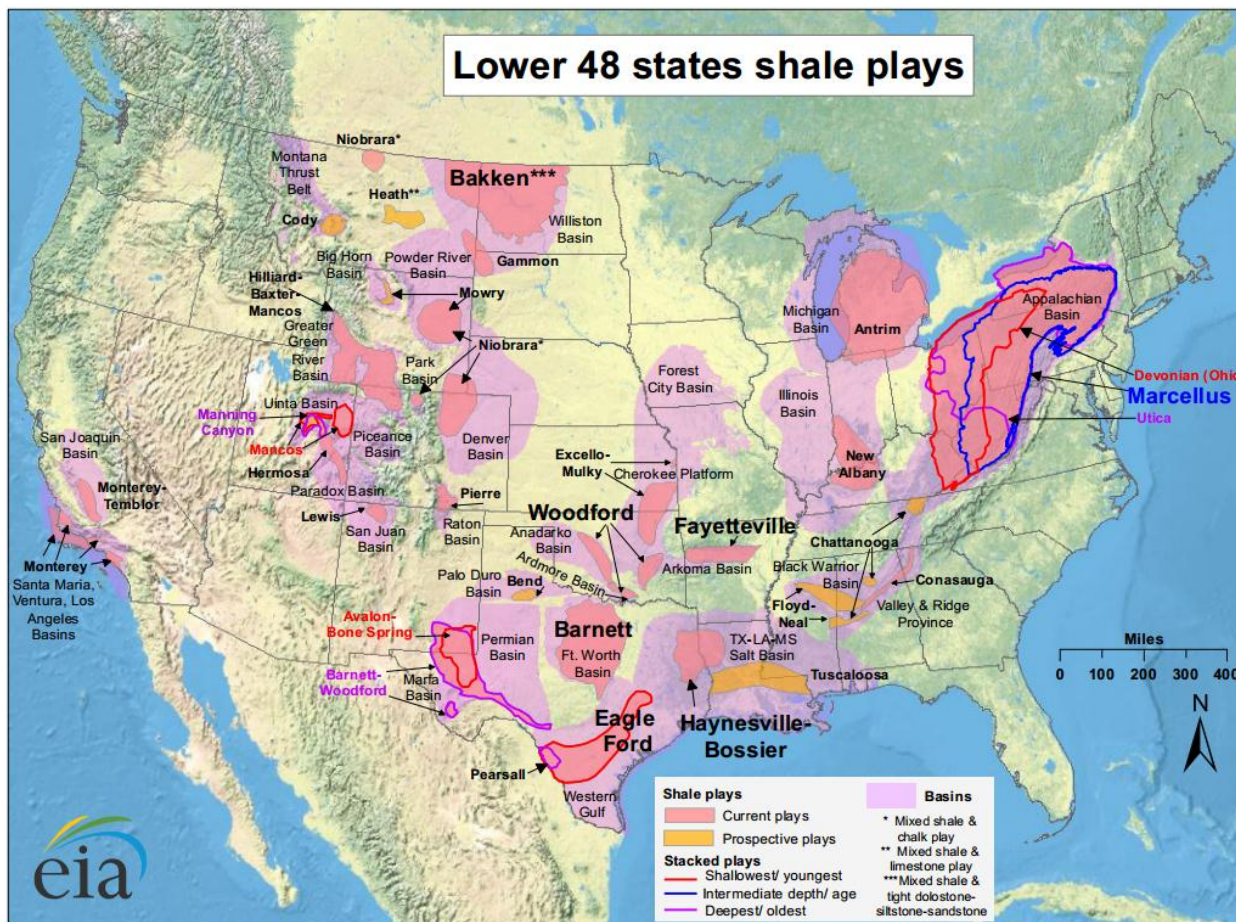 Lower 48 states shale plays
Niobrara*
Montana
Thrust
Belt
Bakken***
Heath**
Cody
Williston
Basin
Big Horn
Basin
Powder River
Basin
Gammon
Hilliard-
Baxter-
Mancos
Mowry
Greater
Green
River
Basin
Niobrara*
Park
Basin
Michigan
Basin
Antrim
Appalachian
Basin
Forest
City Basin
Illinois
Basin
Devonian (Ohio
Marcellus
Utica
Uinta Basin
Manning
Canyon
Mancos
Piceance
Basin
Denver
Basin
San Joaquin
Basin
Hermosa
Paradox Basin
Excello-
Mulky
Cherokee Platform
New
Albany
Monterey-
Temblor
Lewis
San Juan
Basin
Pierre
Raton
Basin
Woodford
Anadarko
Basin
Ardmore Basin
Fayetteville
Arkoma Basin
Chattanooga
Black Warrior
Basin
Conasauga
Monterey
Santa Maria,
Ventura, Los
Angeles
Basins
Palo Duro
Basin
Bend
Floyd-
Neal
Valley & Ridge
Province
Avalon-
Bone Spring
Permian
Basin
Barnett
Ft. Worth
Basin
TX-LA-MS
Salt Basin
Tuscaloosa
Barnett-
Woodford
Marfa
Basin
Eagle
Ford
Haynesville-
Bossier
Pearsall
Western
Gulf
Miles
0 100 200 300 400
N
Shale plays
Current plays
Prospective plays
Stacked plays
Shallowest/ youngest
Intermediate depth/ age
Deepest/ oldest
Basins
* Mixed shale &
chalk play
** Mixed shale &
limestone play
***Mixed shale &
tight dolostone-
siltstone-sandstone
eia